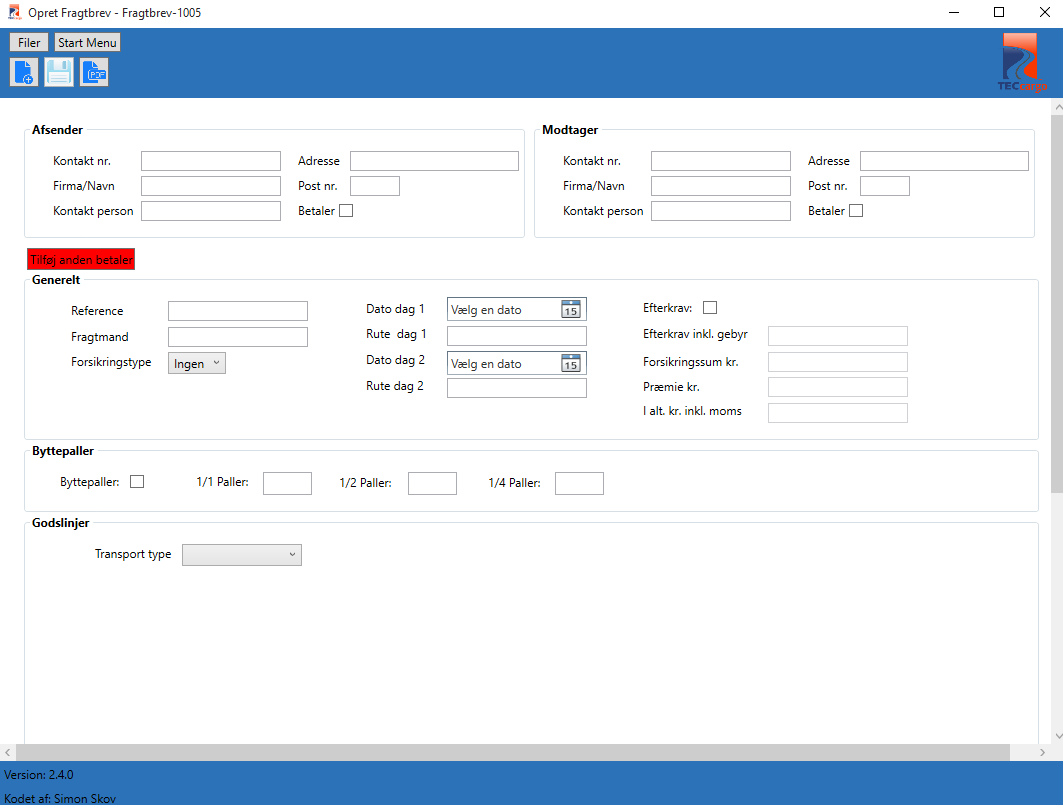 Opret Fragtbrev - Fragtbrev-1005
Filer Start Menu
PDF
TECcargo
Afsender
Kontakt nr. Adresse
Firma/Navn Post nr.
Kontakt person Betaler
Modtager
Kontakt nr. Adresse
Firma/Navn Post nr.
Kontakt person Betaler
Tilføj anden betaler
Generelt
Reference Dato dag 1 Vælg en dato 15 Efterkrav:
Fragtmand Rute dag 1 Efterkrav inkl. gebyr
Forsikringstype Ingen Dato dag 2 Vælg en dato 15 Forsikringssum kr.
Rute dag 2 Præmie kr.
I alt. kr. inkl. moms
Byttepaller
Byttepaller: 1/1 Paller: 1/2 Paller: 1/4 Paller:
Godslinjer
Transport type
Version: 2.4.0
Kodet af: Simon Skov